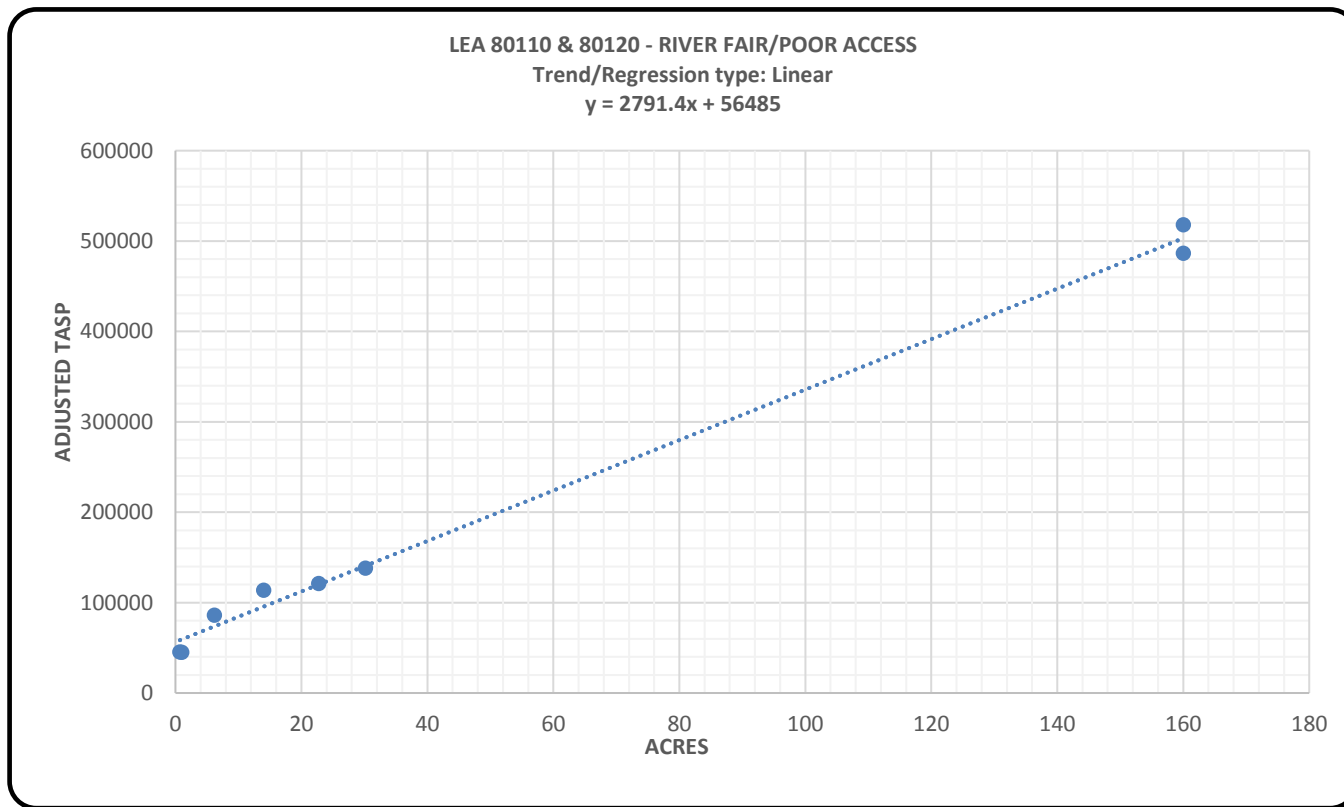 LEA 80110 & 80120 - RIVER FAIR/POOR ACCESS
Trend/Regression type: Linear
y = 2791.4x + 56485
600000
500000
400000
300000
200000
100000
0
ADJUSTED TASP
0 20 40 60 80 100 120 140 160 180
ACRES